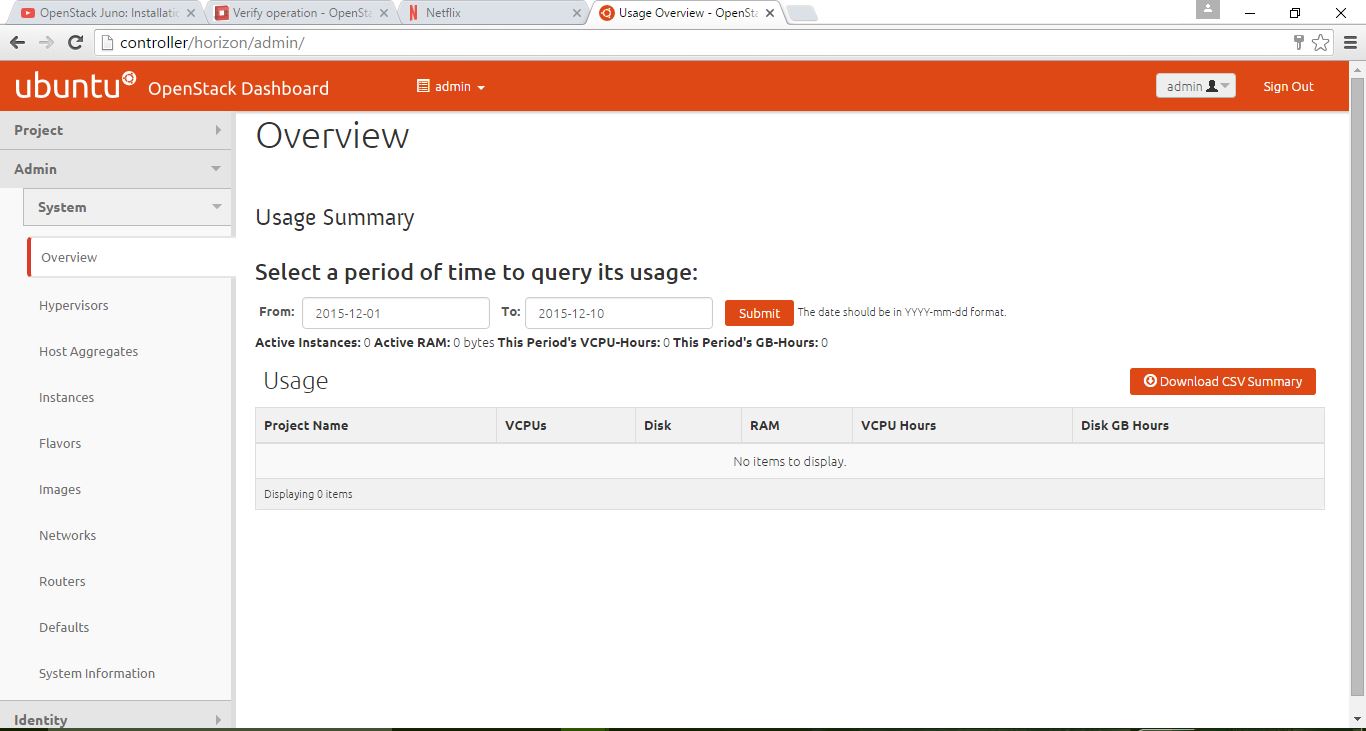 OpenStack Juno: Installatio
Verify operation - OpenSta
Netflix
Usage Overview - OpenSta
controller/horizon/admin/
ubuntu OpenStack Dashboard
admin
admin
Sign Out
Project
Admin
System
Overview
Hypervisors
Host Aggregates
Instances
Flavors
Images
Networks
Routers
Defaults
System Information
Identity
Overview
Usage Summary
Select a period of time to query its usage:
From: 2015-12-01 To: 2015-12-10 Submit The date should be in YYYY-mm-dd format.
Active Instances: 0 Active RAM: 0 bytes This Period's VCPU-Hours: 0 This Period's GB-Hours: 0
Usage
Download CSV Summary
Project Name VCPUs Disk RAM VCPU Hours Disk GB Hours
No items to display.
Displaying 0 items